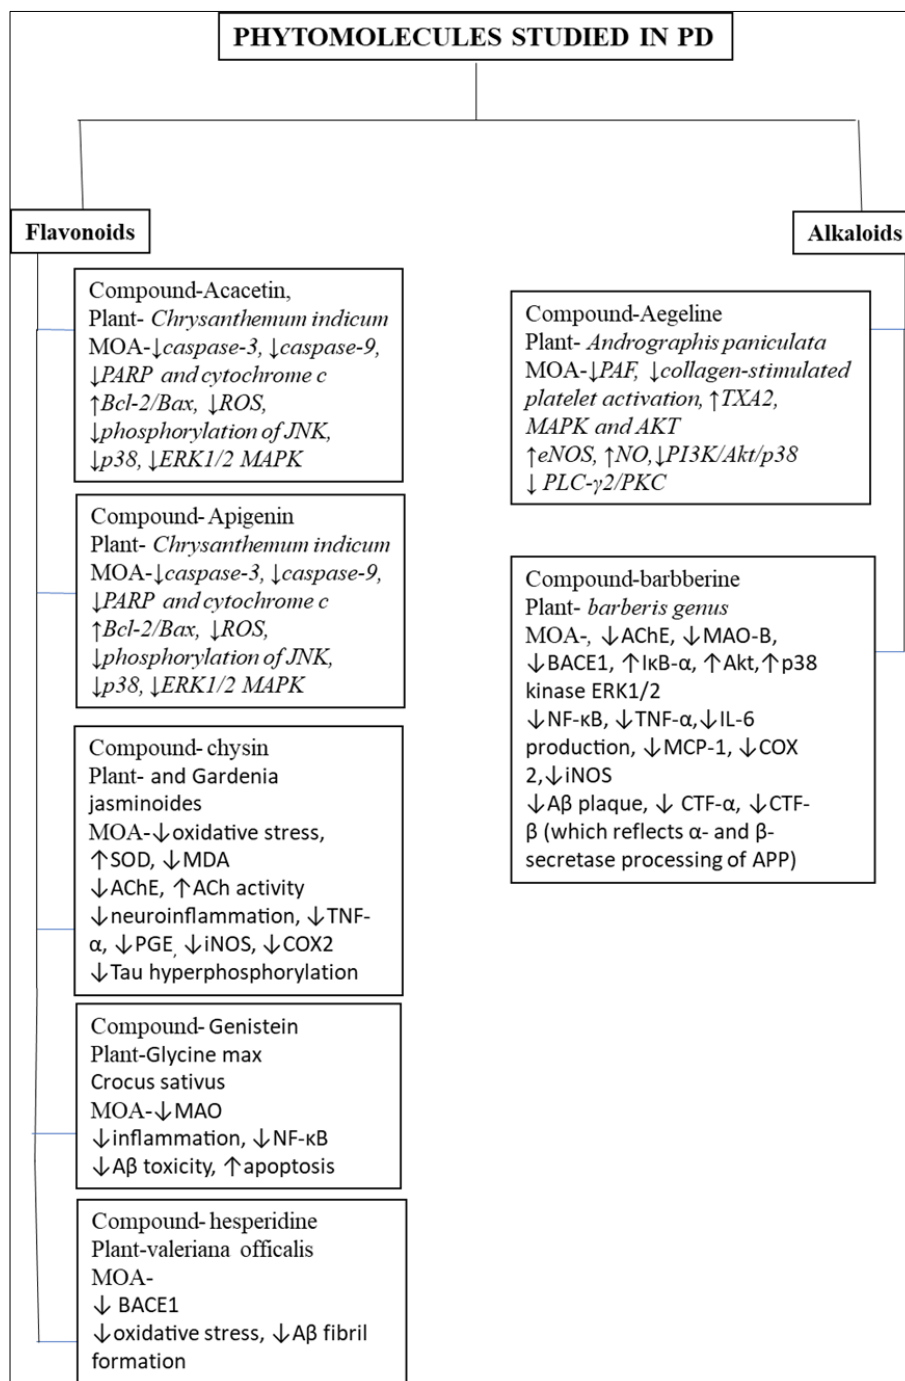 PHYTOMOLECULES STUDIED IN PD
Flavonoids
Compound-Acacetin,
Plant- Chrysanthemum indicum
MOA-↓caspase-3, ↓caspase-9,
↓PARP and cytochrome c
↑Bcl-2/Bax, ↓ROS,
↓phosphorylation of JNK,
↓p38, ↓ERK1/2 MAPK
Compound- Apigenin
Plant- Chrysanthemum indicum
MOA-↓caspase-3, ↓caspase-9,
↓PARP and cytochrome c
↑Bcl-2/Bax, ↓ROS,
↓phosphorylation of JNK,
↓p38, ↓ERK1/2 MAPK
Compound- chysin
Plant- and Gardenia
jasminoides
MOA-↓oxidative stress,
↑SOD, ↓MDA
↓AChE, ↑ACh activity
↓neuroinflammation, ↓TNF-
α, ↓PGE, ↓iNOS, ↓COX2
↓Tau hyperphosphorylation
Compound- Genistein
Plant-Glycine max
Crocus sativus
MOA-↓MAO
↓inflammation, ↓NF-κB
↓Aβ toxicity, ↑apoptosis
Compound- hesperidine
Plant-valeriana officalis
MOA-
↓ BACE1
↓oxidative stress, ↓Aβ fibril
formation
Alkaloids
Compound-Aegeline
Plant- Andrographis paniculata
MOA-↓PAF, ↓collagen-stimulated
platelet activation, ↑TXA2,
MAPK and AKT
↑eNOS, ↑NO,↓PI3K/Akt/p38
↓ PLC-γ2/PKC
Compound-barbberine
Plant- barberis genus
MOA-, ↓AChE, ↓MAO-B,
↓BACE1, ↑IκB-α, ↑Akt,↑p38
kinase ERK1/2
↓NF-κB, ↓TNF-α,↓IL-6
production, ↓MCP-1, ↓COX
2,↓iNOS
↓Aβ plaque, ↓ CTF-α, ↓CTF-
β (which reflects α- and β-
secretase processing of APP)